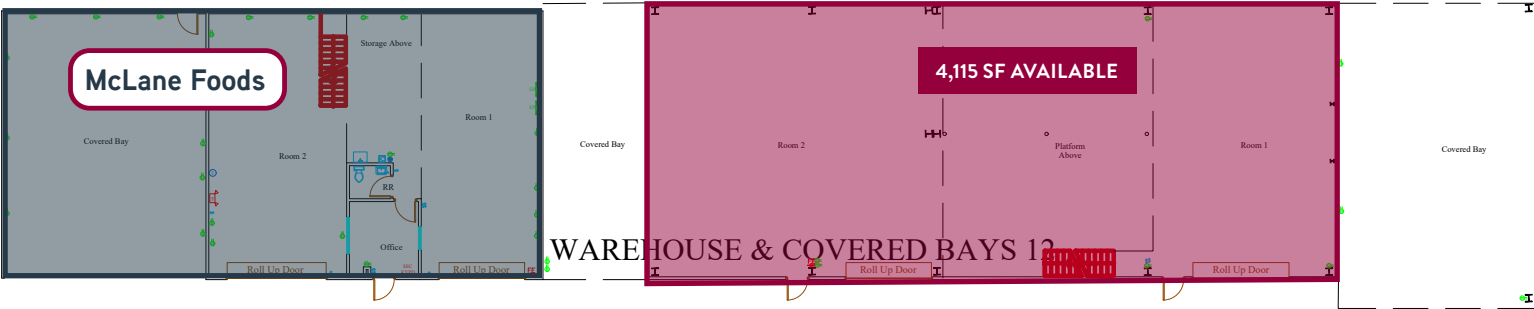 Storage Above
McLane Foods
4,115 SF AVAILABLE
Room 1
Covered Bay
Room 2
Covered Bay
Room 2
Platform
Above
Room 1
Covered Bay
RR
Office
WAREHOUSE & COVERED BAYS 12
Roll Up Door
Roll Up Door
Roll Up Door
Roll Up Door